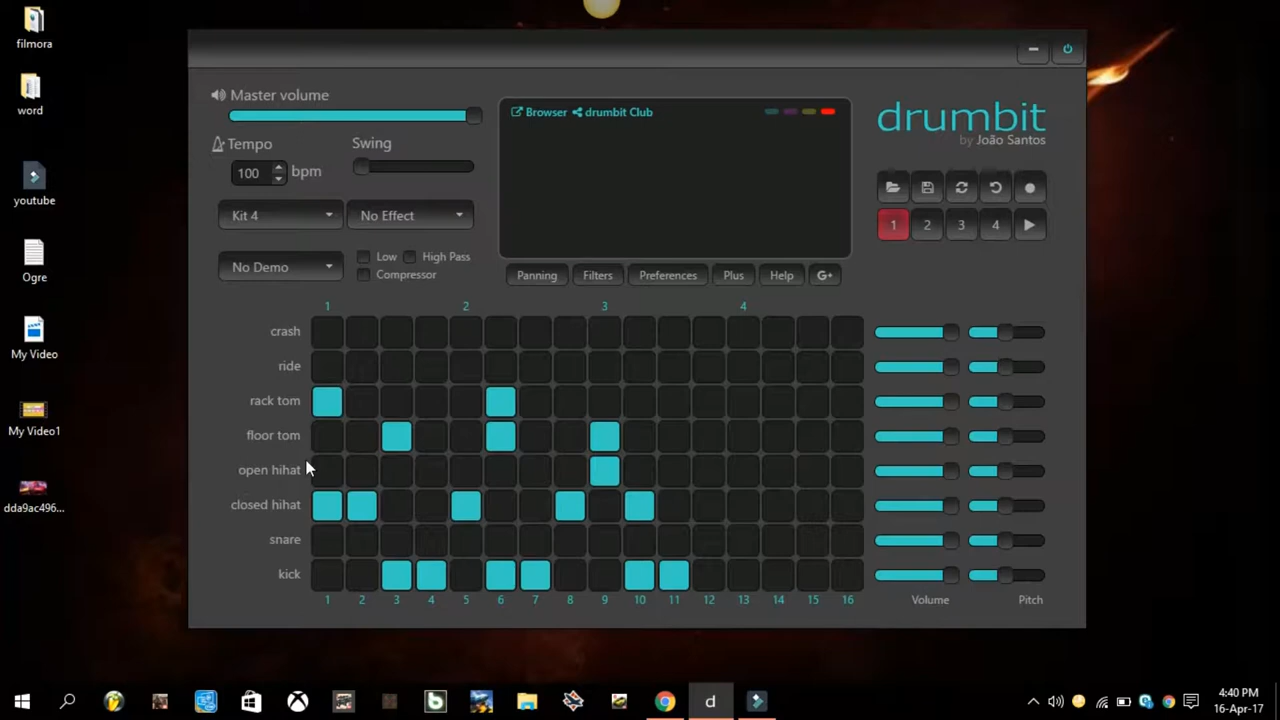 filmora
word
youtube
Ogre
My Video
My Video1
dda9ac496...
Master volume
Tempo
Swing
100 bpm
Kit 4
No Effect
No Demo
Low
High Pass
Compressor
Browser
drumbit Club
drumbit
by João Santos
1 2 3 4
Panning
Filters
Preferences
Plus
Help
G+
1 2 3 4
crash
ride
rack tom
floor tom
open hihat
closed hihat
snare
kick
1 2 3 4 5 6 7 8 9 10 11 12 13 14 15 16
Volume
Pitch
d
4:40 PM
16-Apr-17